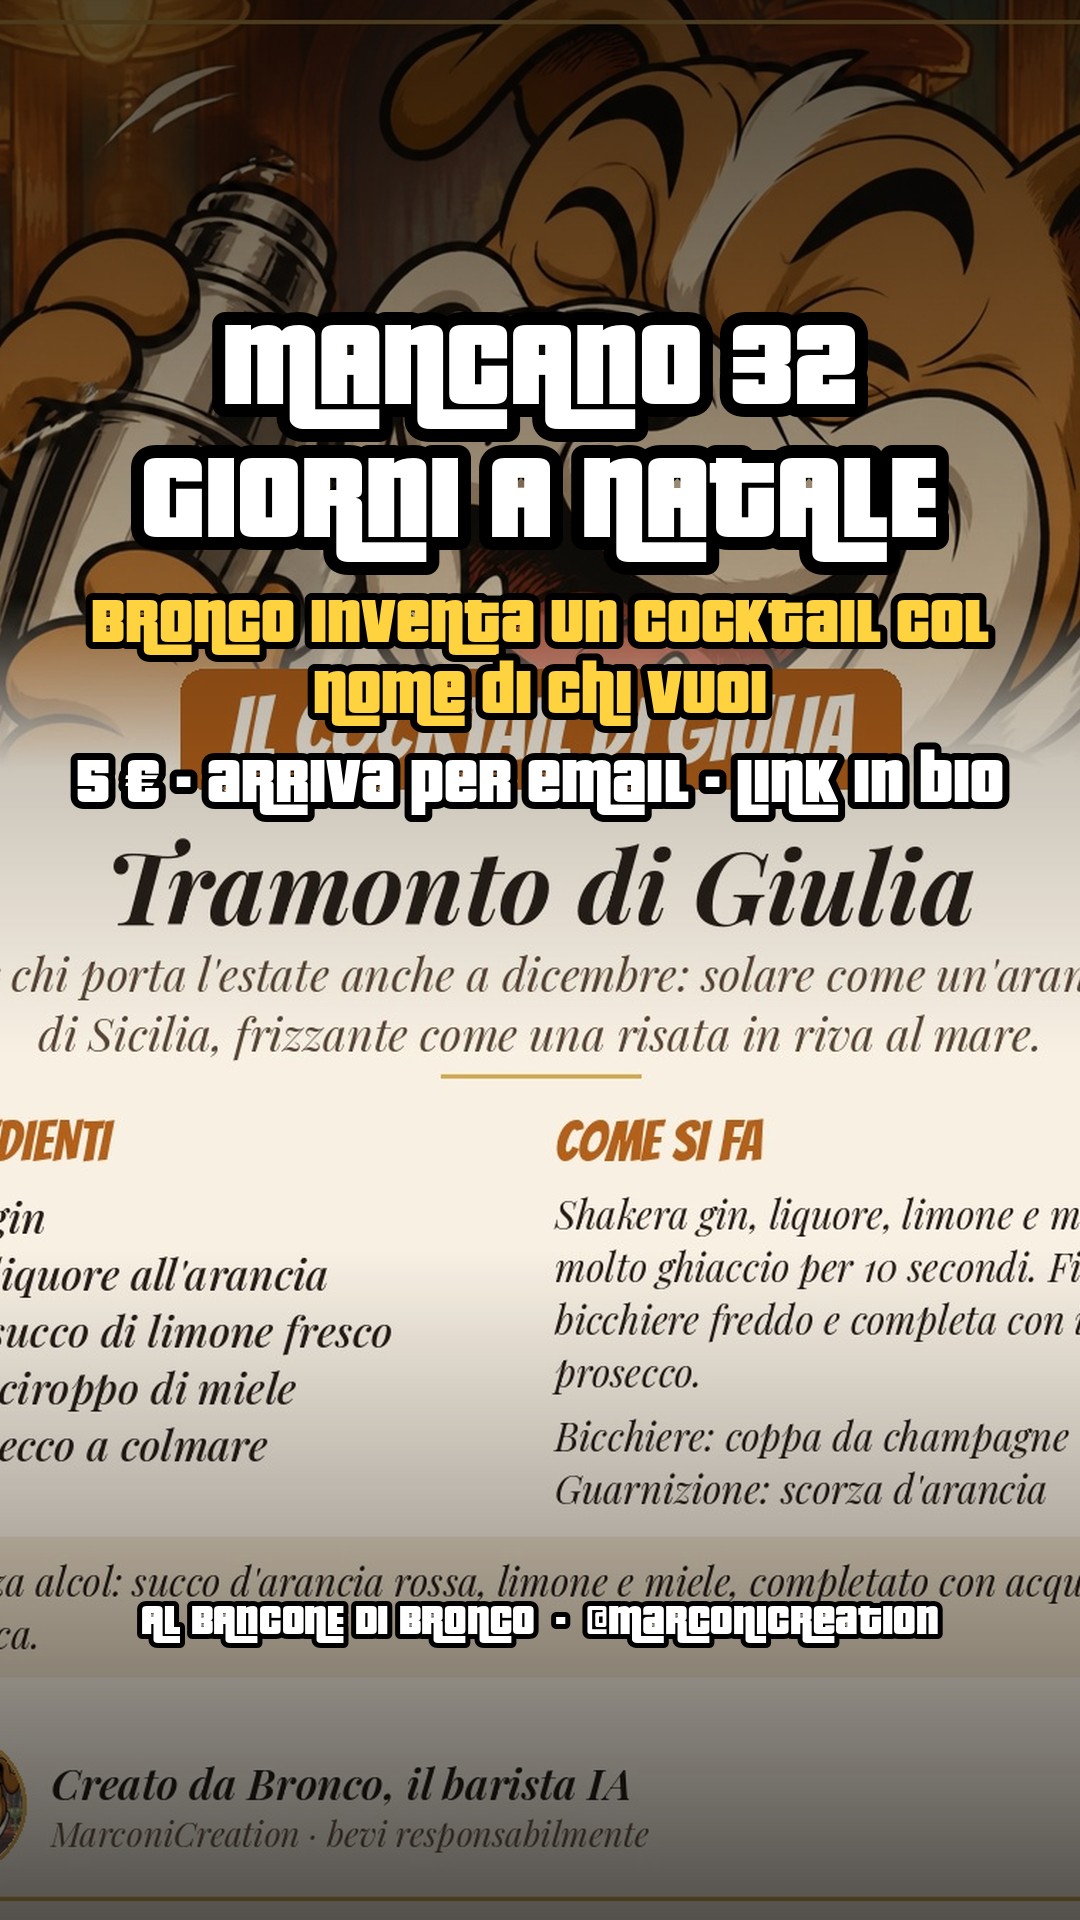 MANCANO 32
GIORNI A NATALE
BRONCO INVENTA UN COCKTAIL COL
NOME DI CHI VUOI
IL COCKTAIL DI GIULIA
5 € · ARRIVA PER EMAIL · LINK IN BIO
Tramonto di Giulia
chi porta l'estate anche a dicembre: solare come un'aran
di Sicilia, frizzante come una risata in riva al mare.
DIENTI
gin
liquore all'arancia
succo di limone fresco
ciroppo di miele
ecco a colmare
COME SI FA
Shakera gin, liquore, limone e m
molto ghiaccio per 10 secondi. Fi
bicchiere freddo e completa con
prosecco.
Bicchiere: coppa da champagne
Guarnizione: scorza d'arancia
za alcol: succo d'arancia rossa, limone e miele, completato con acqu
ca.
AL BANCONE DI BRONCO · @MARCONICREATION
Creato da Bronco, il barista IA
MarconiCreation · bevi responsabilmente